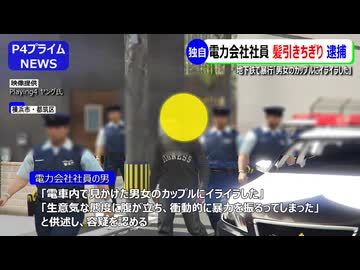 P4プライム
NEWS
独自
電力会社社員 髪引きちぎり 逮捕
地下鉄で暴行「男女のカップルにイライラした」
映像提供
Playing4 ヤング氏
横浜市・都筑区
電力会社社員の男
「電車内で見かけた男女のカップルにイライラした」
「生意気な態度に腹が立ち、衝動的に暴力を振るってしまった」
と供述し、容疑を認める